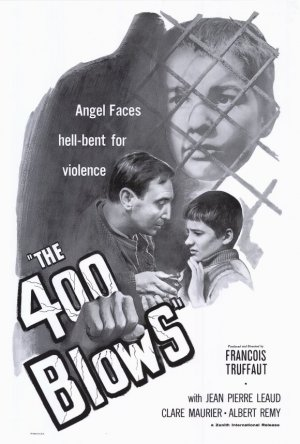 Angel Faces
hell-bent for
violence
"THE
400
BLOWS"
Produced and Directed by
FRANCOIS
TRUFFAUT
with JEAN PIERRE LEAUD
CLARE MAURIER • ALBERT REMY
a Zenith International Release